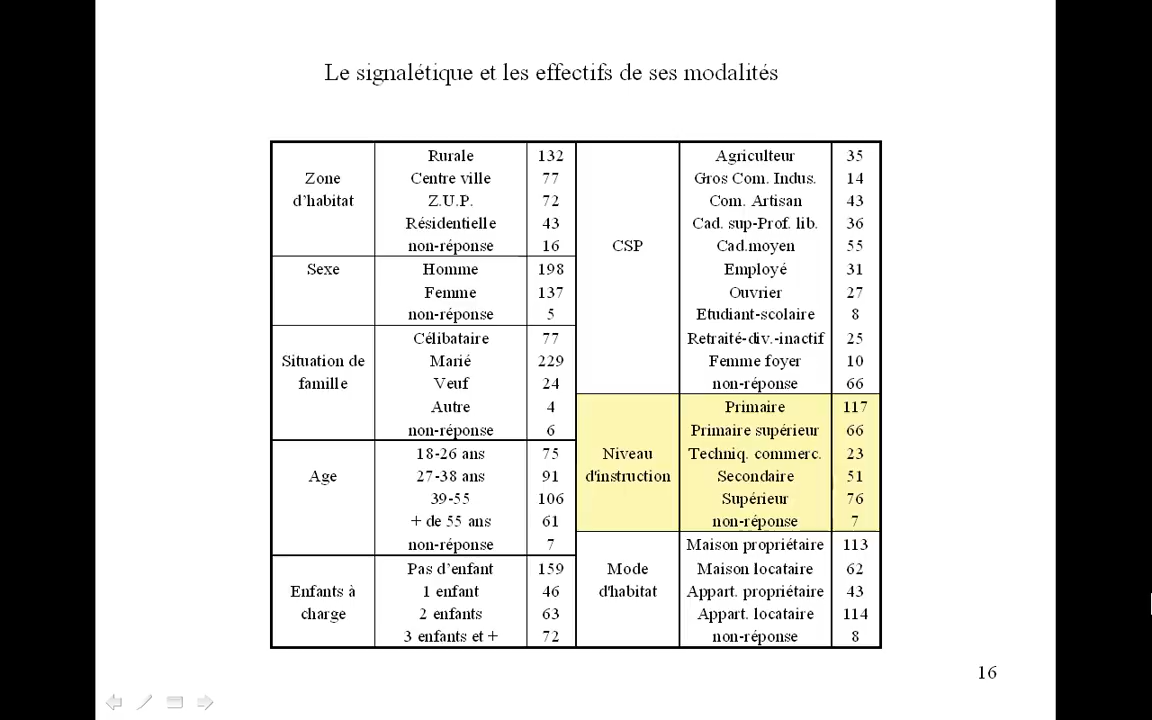 Le signalétique et les effectifs de ses modalités
Rurale 132 Agriculteur 35
Zone Centre ville 77 Gros Com. Indus. 14
d'habitat Z.U.P. 72 Com. Artisan 43
Résidentielle 43 Cad. sup-Prof. lib. 36
non-réponse 16 CSP Cad.moyen 55
Sexe Homme 198 Employé 31
Femme 137 Ouvrier 27
non-réponse 5 Etudiant-scolaire 8
Célibataire 77 Retraité-div.-inactif 25
Situation de Marié 229 Femme foyer 10
famille Veuf 24 non-réponse 66
Autre 4 Primaire 117
non-réponse 6 Primaire supérieur 66
18-26 ans 75 Niveau Techniq. commerc. 23
Age 27-38 ans 91 d'instruction Secondaire 51
39-55 106 Supérieur 76
+ de 55 ans 61 non-réponse 7
non-réponse 7 Maison propriétaire 113
Pas d'enfant 159 Mode Maison locataire 62
Enfants à 1 enfant 46 d'habitat Appart. propriétaire 43
charge 2 enfants 63 Appart. locataire 114
3 enfants et + 72 non-réponse 8
16